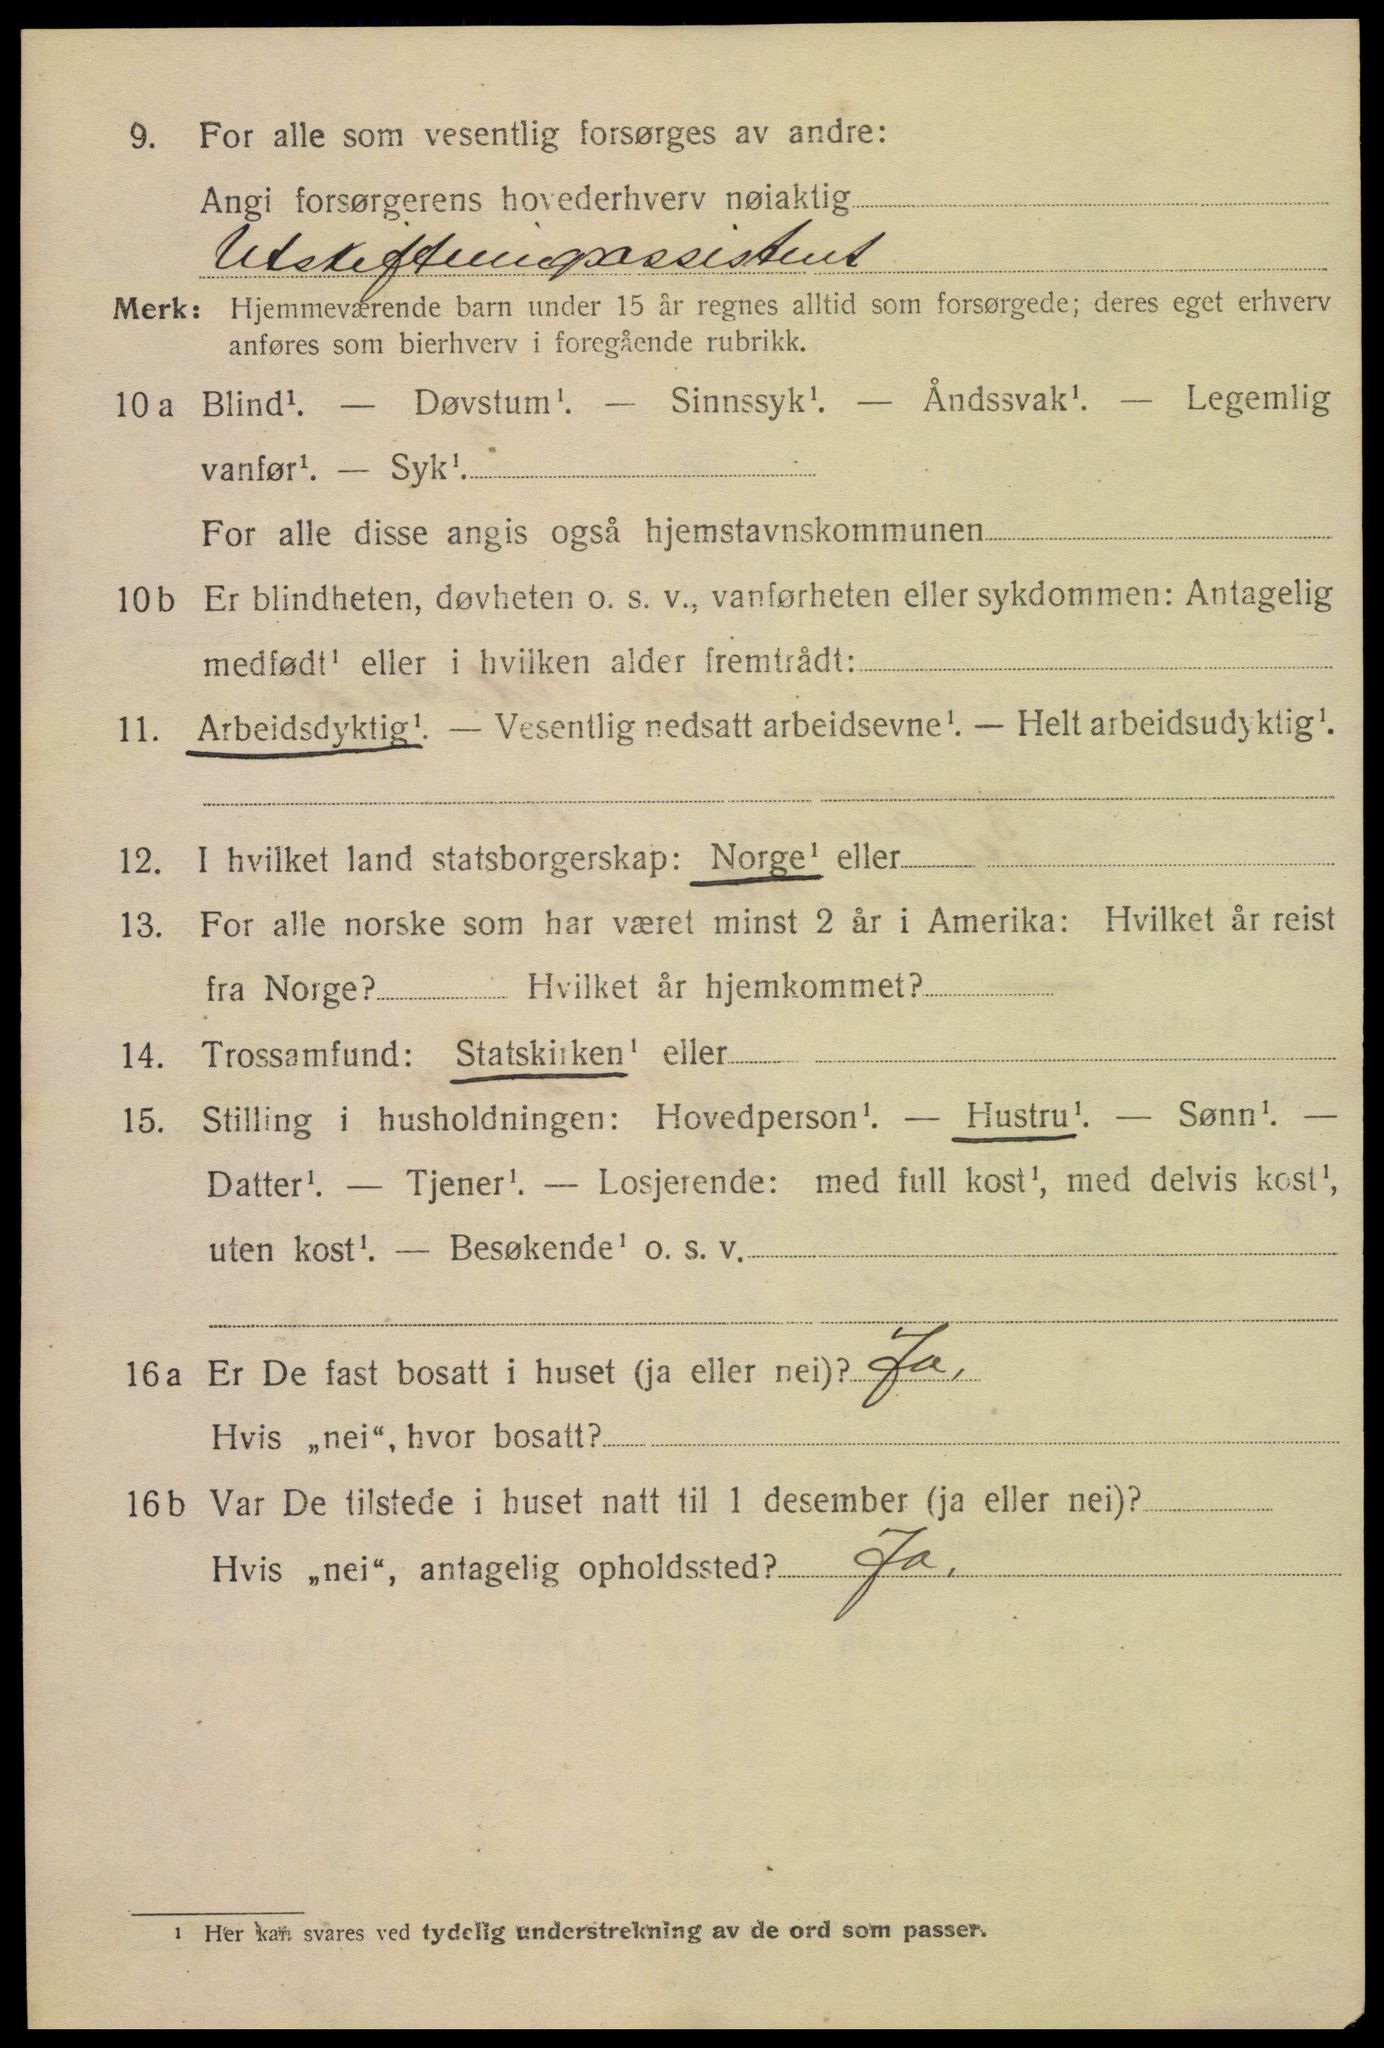 9. For alle som vesentlig forsørges av andre:
Angi forsørgerens hovederhverv nøiaktig
Utskiftningsassistent
Merk: Hjemmeværende barn under 15 år regnes alltid som forsørgede; deres eget erhverv
anføres som bierhverv i foregående rubrikk.
10 a Blind¹. — Døvstum¹. — Sinnssyk¹. — Åndssvak¹. — Legemlig
vanfør¹. — Syk¹.
For alle disse angis også hjemstavnskommunen
10 b Er blindheten, døvheten o. s. v., vanførheten eller sykdommen: Antagelig
medfødt¹ eller i hvilken alder fremtrådt:
11. Arbeidsdyktig¹. — Vesentlig nedsatt arbeidsevne¹. — Helt arbeidsudyktig¹.
12. I hvilket land statsborgerskap: Norge¹ eller
13. For alle norske som har været minst 2 år i Amerika: Hvilket år reist
fra Norge? Hvilket år hjemkommet?
14. Trossamfund: Statskirken¹ eller
15. Stilling i husholdningen: Hovedperson¹. — Hustru¹. — Sønn¹. —
Datter¹. — Tjener¹. — Losjerende: med full kost¹, med delvis kost¹,
uten kost¹. — Besøkende¹ o. s. v.
16 a Er De fast bosatt i huset (ja eller nei)? Ja,
Hvis „nei“, hvor bosatt?
16 b Var De tilstede i huset natt til 1 desember (ja eller nei)?
Hvis „nei“, antagelig opholdssted? Ja,
¹ Her kan svares ved tydelig understrekning av de ord som passer.